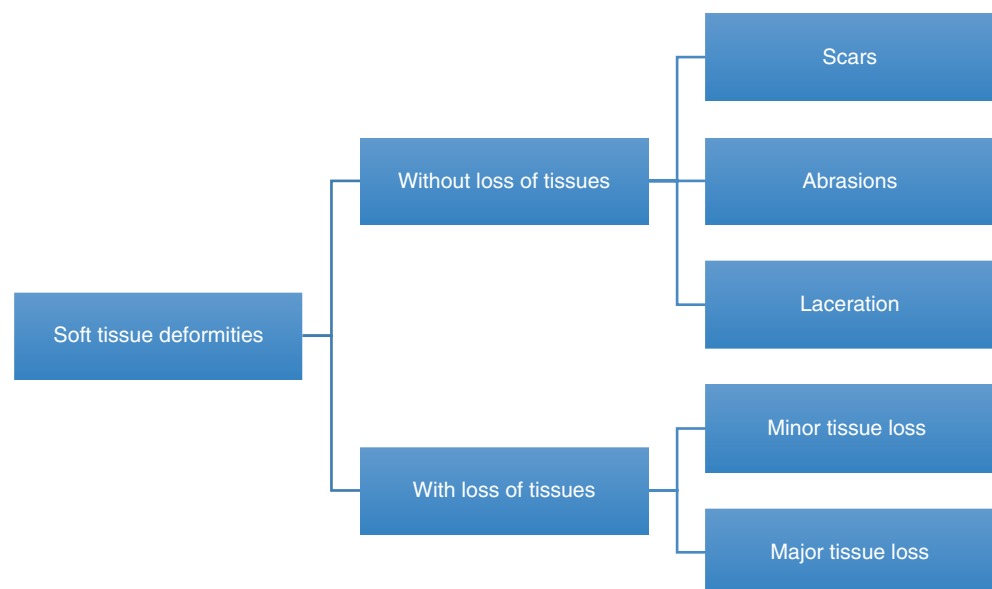 Soft tissue deformities
Without loss of tissues
Scars
Abrasions
Laceration
With loss of tissues
Minor tissue loss
Major tissue loss